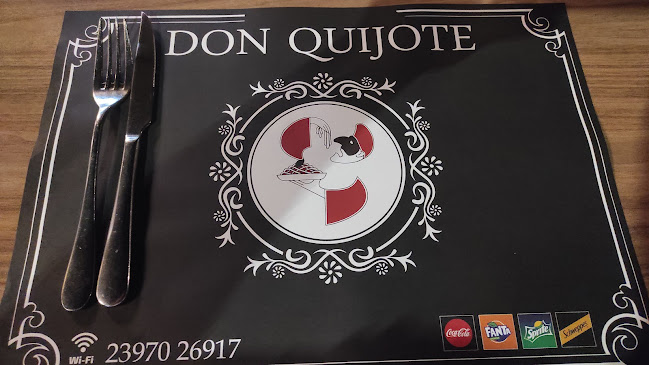 DON QUIJOTE
Wi-Fi 23970 26917
Coca-Cola FANTA Sprite Schweppes